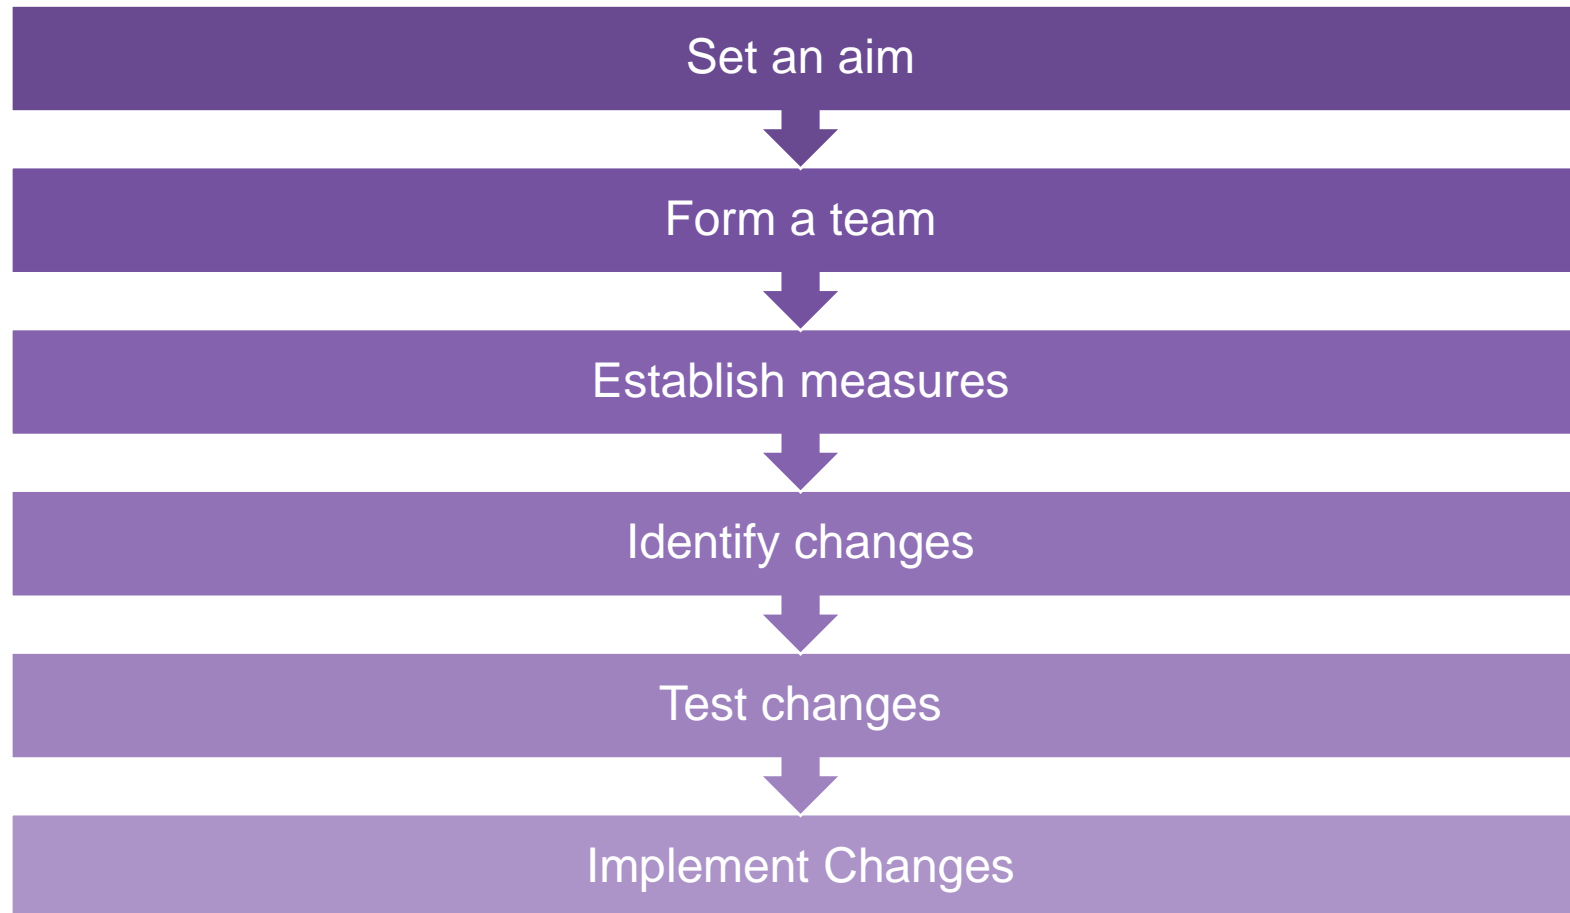 Set an aim
Form a team
Establish measures
Identify changes
Test changes
Implement Changes